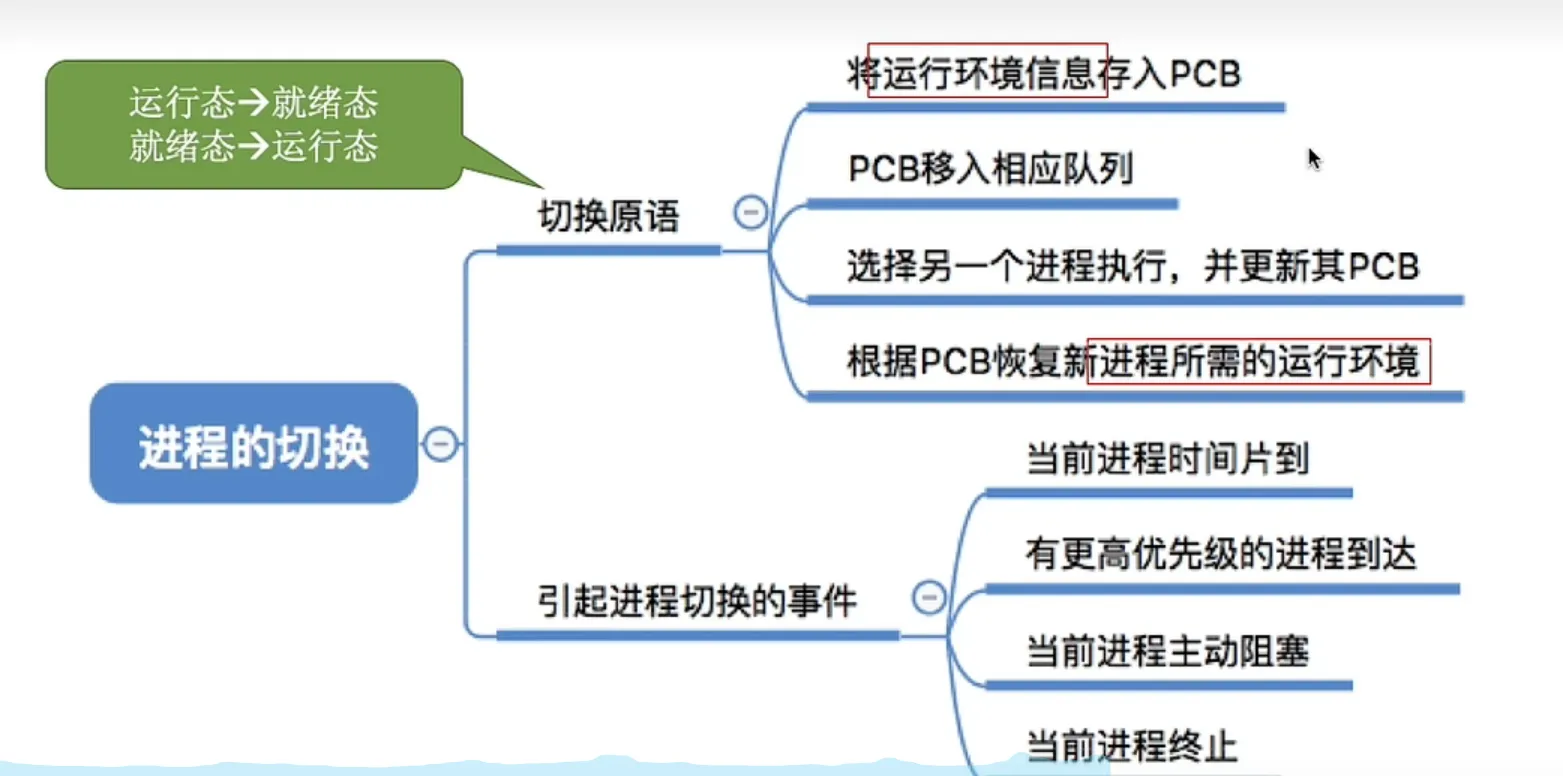 运行态→就绪态
就绪态→运行态
将运行环境信息存入PCB
PCB移入相应队列
切换原语
选择另一个进程执行，并更新其PCB
根据PCB恢复新进程所需的运行环境
进程的切换
当前进程时间片到
有更高优先级的进程到达
引起进程切换的事件
当前进程主动阻塞
当前进程终止